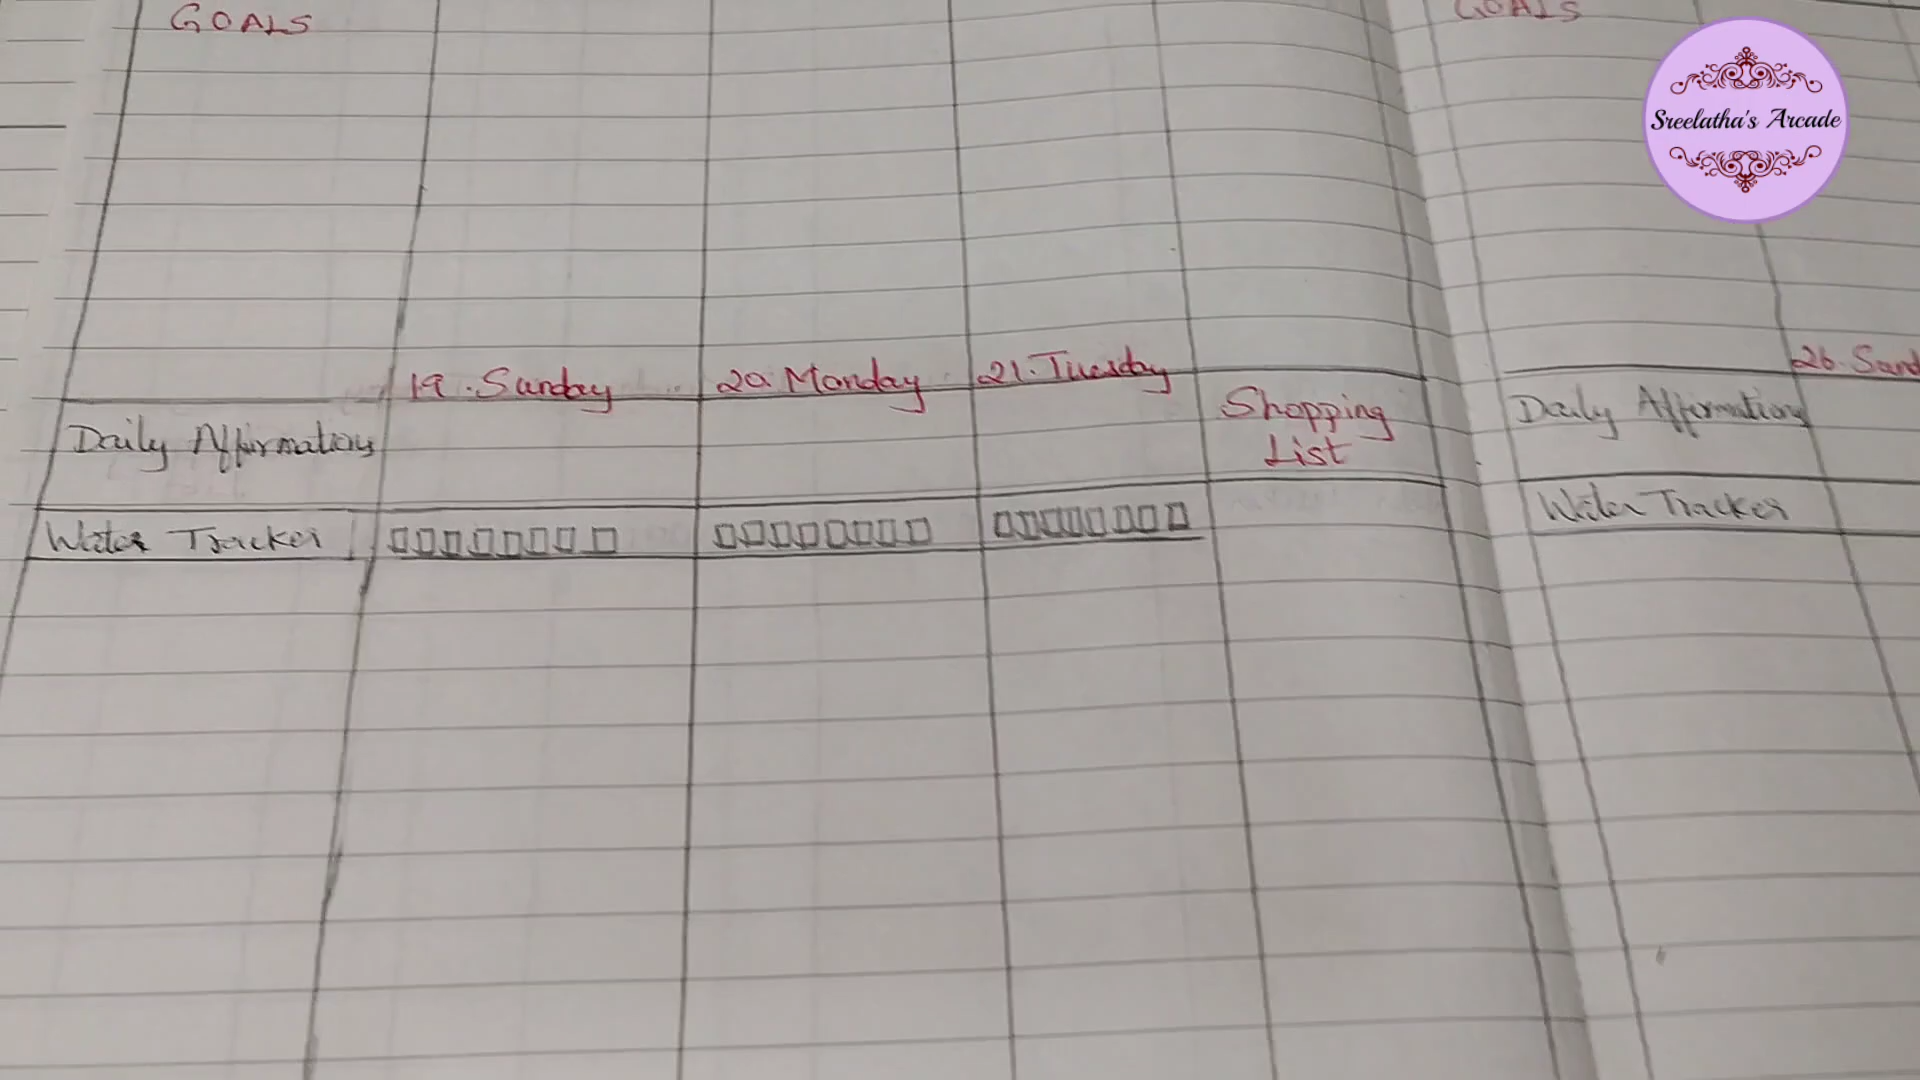 GOALS
GOALS
Sreelatha's Arcade
19. Sunday
20. Monday
21. Tuesday
26. Sund
Daily Affirmations
Shopping
List
Daily Affirmations
Water Tracker
Water Tracker